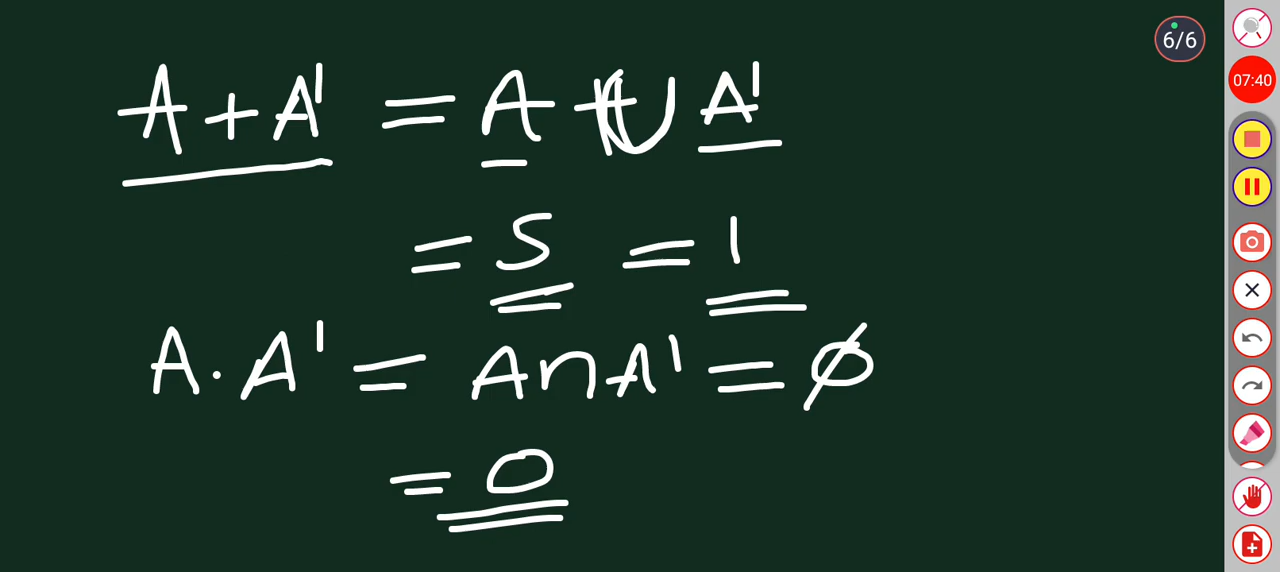 6/6
07:40
A + A' = A ∪ A'
= S = 1
A · A' = A ∩ A' = ∅
= 0